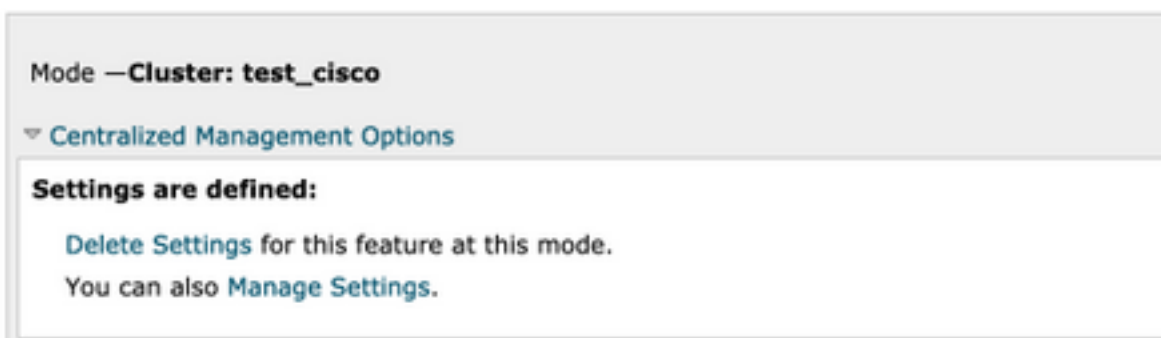 Mode —Cluster: test_cisco
Centralized Management Options
Settings are defined:
Delete Settings for this feature at this mode.
You can also Manage Settings.